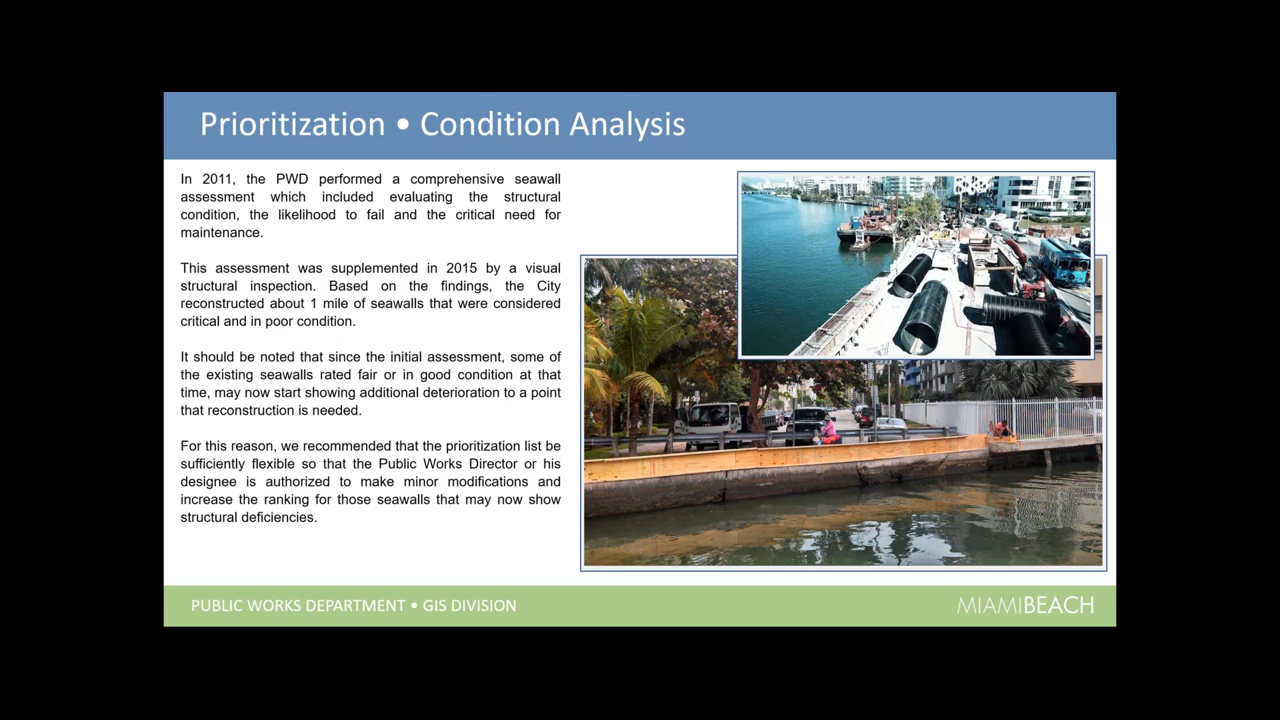 Prioritization • Condition Analysis
In 2011, the PWD performed a comprehensive seawall
assessment which included evaluating the structural
condition, the likelihood to fail and the critical need for
maintenance.
This assessment was supplemented in 2015 by a visual
structural inspection. Based on the findings, the City
reconstructed about 1 mile of seawalls that were considered
critical and in poor condition.
It should be noted that since the initial assessment, some of
the existing seawalls rated fair or in good condition at that
time, may now start showing additional deterioration to a point
that reconstruction is needed.
For this reason, we recommended that the prioritization list be
sufficiently flexible so that the Public Works Director or his
designee is authorized to make minor modifications and
increase the ranking for those seawalls that may now show
structural deficiencies.
PUBLIC WORKS DEPARTMENT • GIS DIVISION
MIAMIBEACH